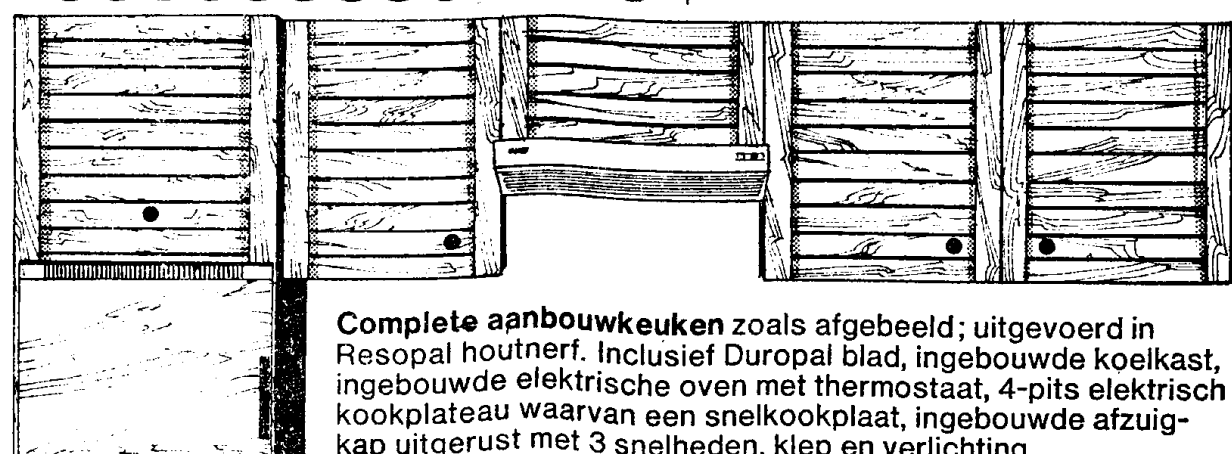 Complete aanbouwkeuken zoals afgebeeld; uitgevoerd in
Resopal houtnerf. Inclusief Duropal blad, ingebouwde koelkast,
ingebouwde elektrische oven met thermostaat, 4-pits elektrisch
kookplateau waarvan een snelkookplaat, ingebouwde afzuig-
kap uitgerust met 3 snelheden, klep en verlichting